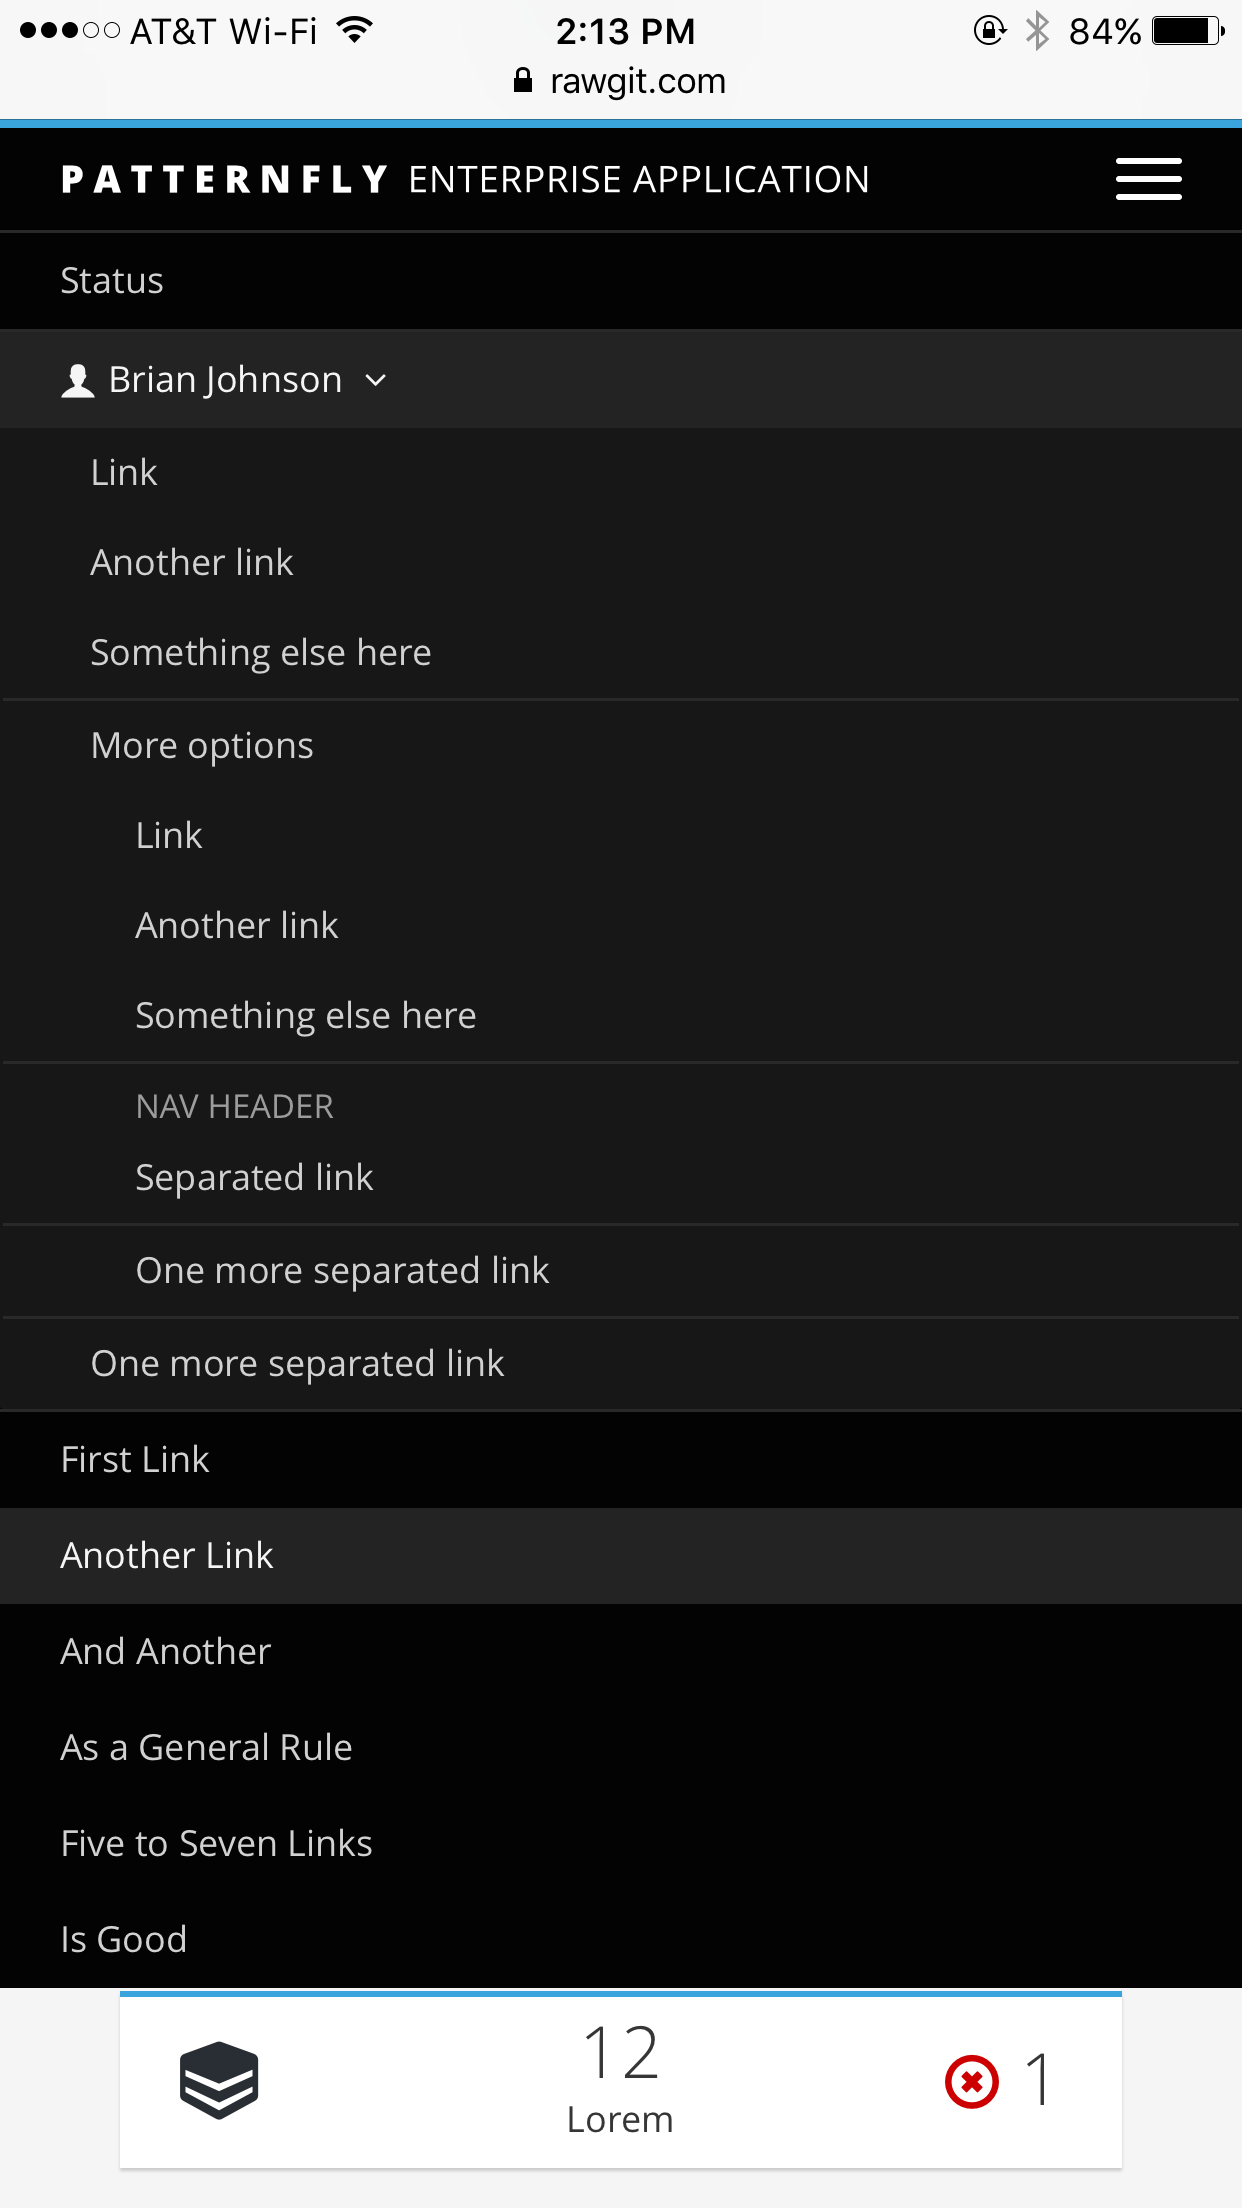 AT&T Wi-Fi 2:13 PM 84%
rawgit.com
PATTERNFLY ENTERPRISE APPLICATION
Status
Brian Johnson
Link
Another link
Something else here
More options
Link
Another link
Something else here
NAV HEADER
Separated link
One more separated link
One more separated link
First Link
Another Link
And Another
As a General Rule
Five to Seven Links
Is Good
12 1
Lorem